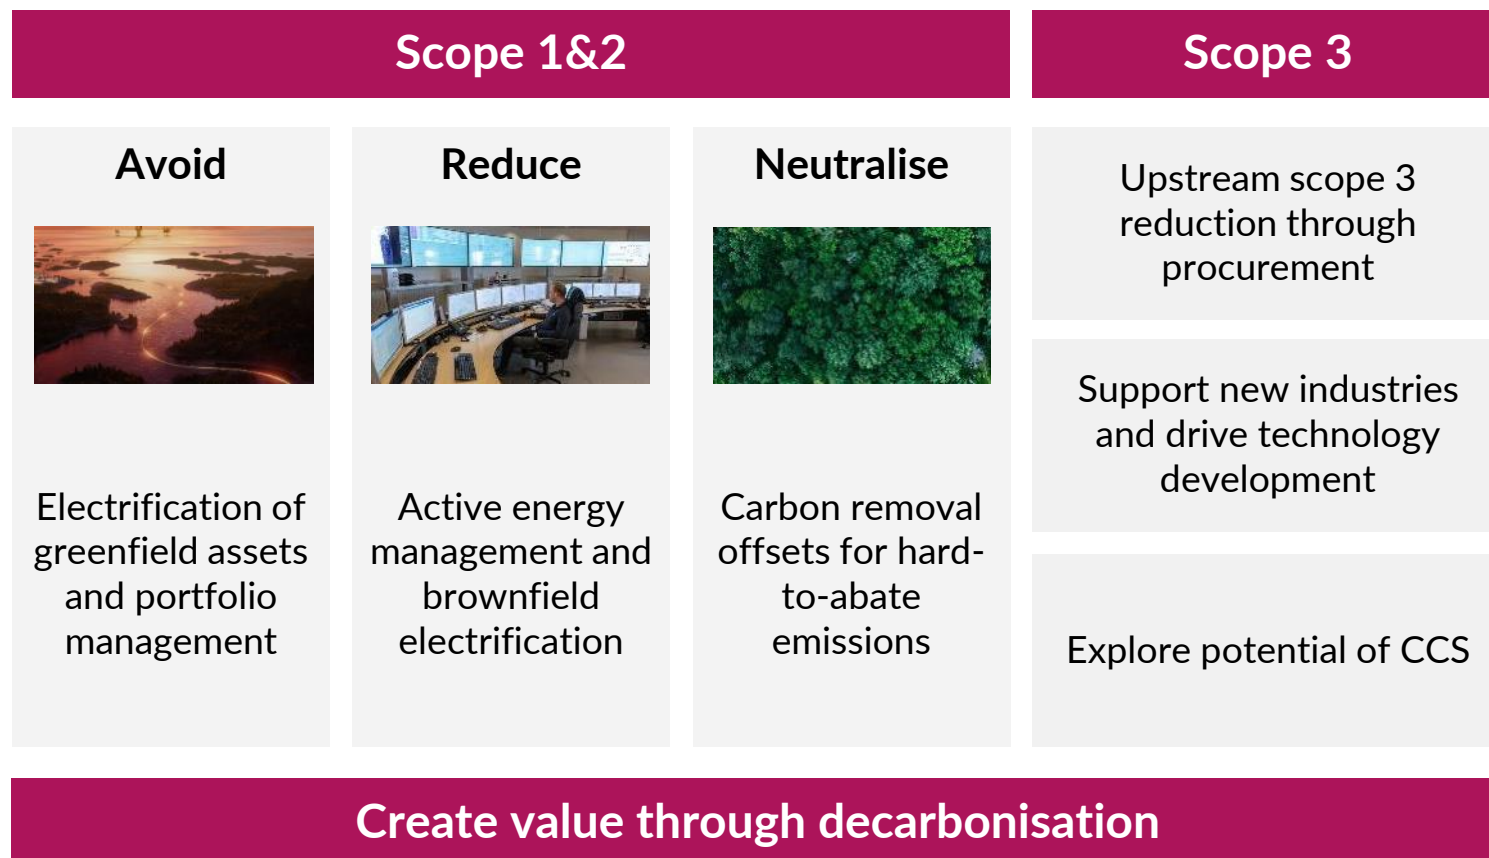 Scope 1&2
Scope 3
Avoid
Electrification of
greenfield assets
and portfolio
management
Reduce
Active energy
management and
brownfield
electrification
Neutralise
Carbon removal
offsets for hard-
to-abate
emissions
Upstream scope 3
reduction through
procurement
Support new industries
and drive technology
development
Explore potential of CCS
Create value through decarbonisation